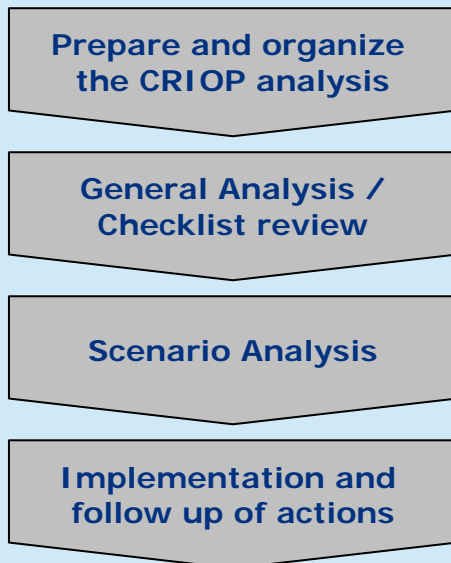 Prepare and organize
the CRIOP analysis
General Analysis /
Checklist review
Scenario Analysis
Implementation and
follow up of actions